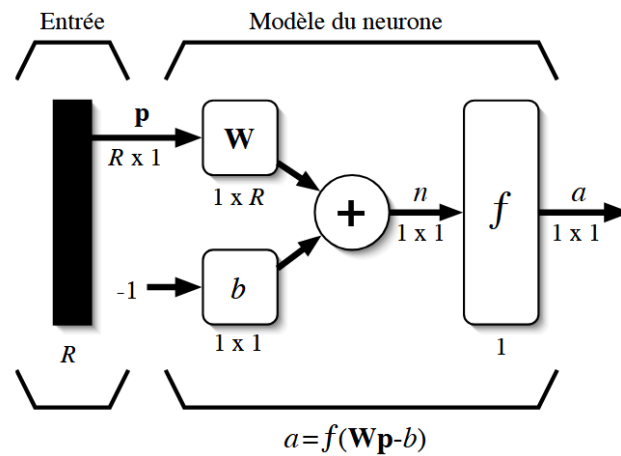 Entrée
Modèle du neurone
p
R x 1
W
1 x R
+
n
1 x 1
f
a
1 x 1
-1
b
1 x 1
R
1
a=f(Wp-b)